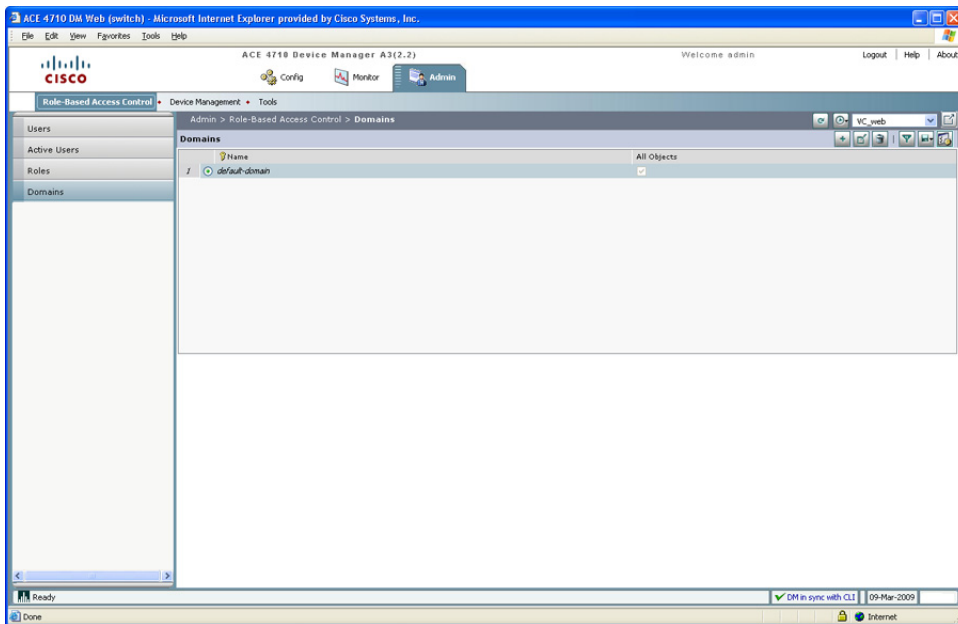 ACE 4710 DM Web (switch) - Microsoft Internet Explorer provided by Cisco Systems, Inc.
File Edit View Favorites Tools Help
CISCO
ACE 4710 Device Manager A3(2.2)
Welcome admin
Logout | Help | About
Config Monitor Admin
Role-Based Access Control Device Management Tools
Users
Active Users
Roles
Domains
Admin > Role-Based Access Control > Domains
VC_web
Domains
Name All Objects
1 default-domain
Ready
DM in sync with CLI 09-Mar-2009
Done
Internet